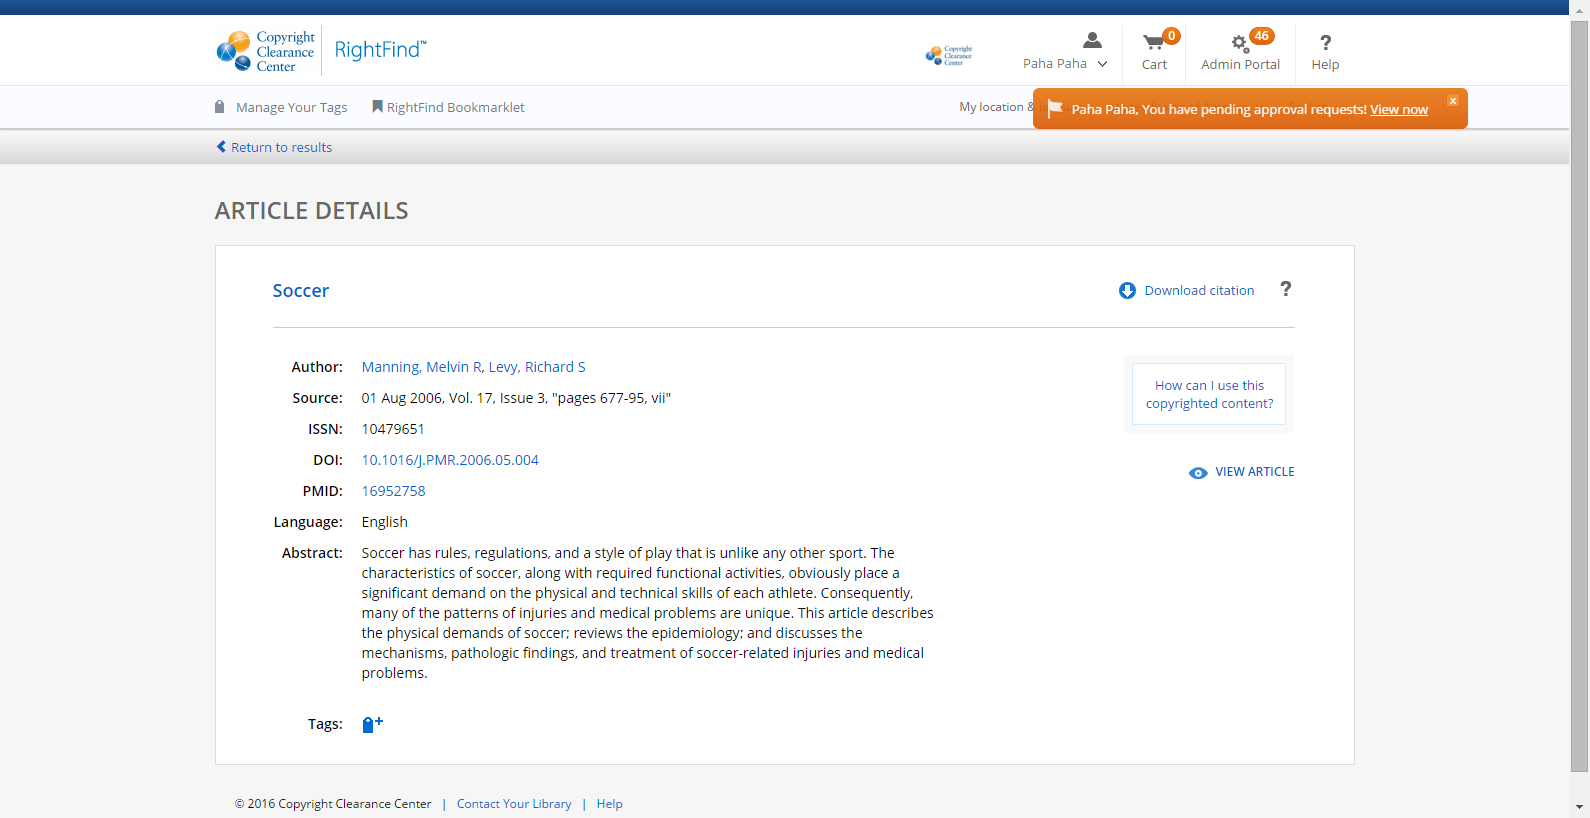 Copyright
Clearance
Center
RightFind™
Copyright
Clearance
Center
Paha Paha
0
Cart
46
Admin Portal
?
Help
Manage Your Tags
RightFind Bookmarklet
My location &
Paha Paha, You have pending approval requests! View now
x
Return to results
ARTICLE DETAILS
Soccer
Download citation
?
Author: Manning, Melvin R, Levy, Richard S
Source: 01 Aug 2006, Vol. 17, Issue 3, "pages 677-95, vii"
ISSN: 10479651
DOI: 10.1016/J.PMR.2006.05.004
PMID: 16952758
Language: English
Abstract: Soccer has rules, regulations, and a style of play that is unlike any other sport. The
characteristics of soccer, along with required functional activities, obviously place a
significant demand on the physical and technical skills of each athlete. Consequently,
many of the patterns of injuries and medical problems are unique. This article describes
the physical demands of soccer; reviews the epidemiology; and discusses the
mechanisms, pathologic findings, and treatment of soccer-related injuries and medical
problems.
Tags:
How can I use this
copyrighted content?
VIEW ARTICLE
© 2016 Copyright Clearance Center | Contact Your Library | Help